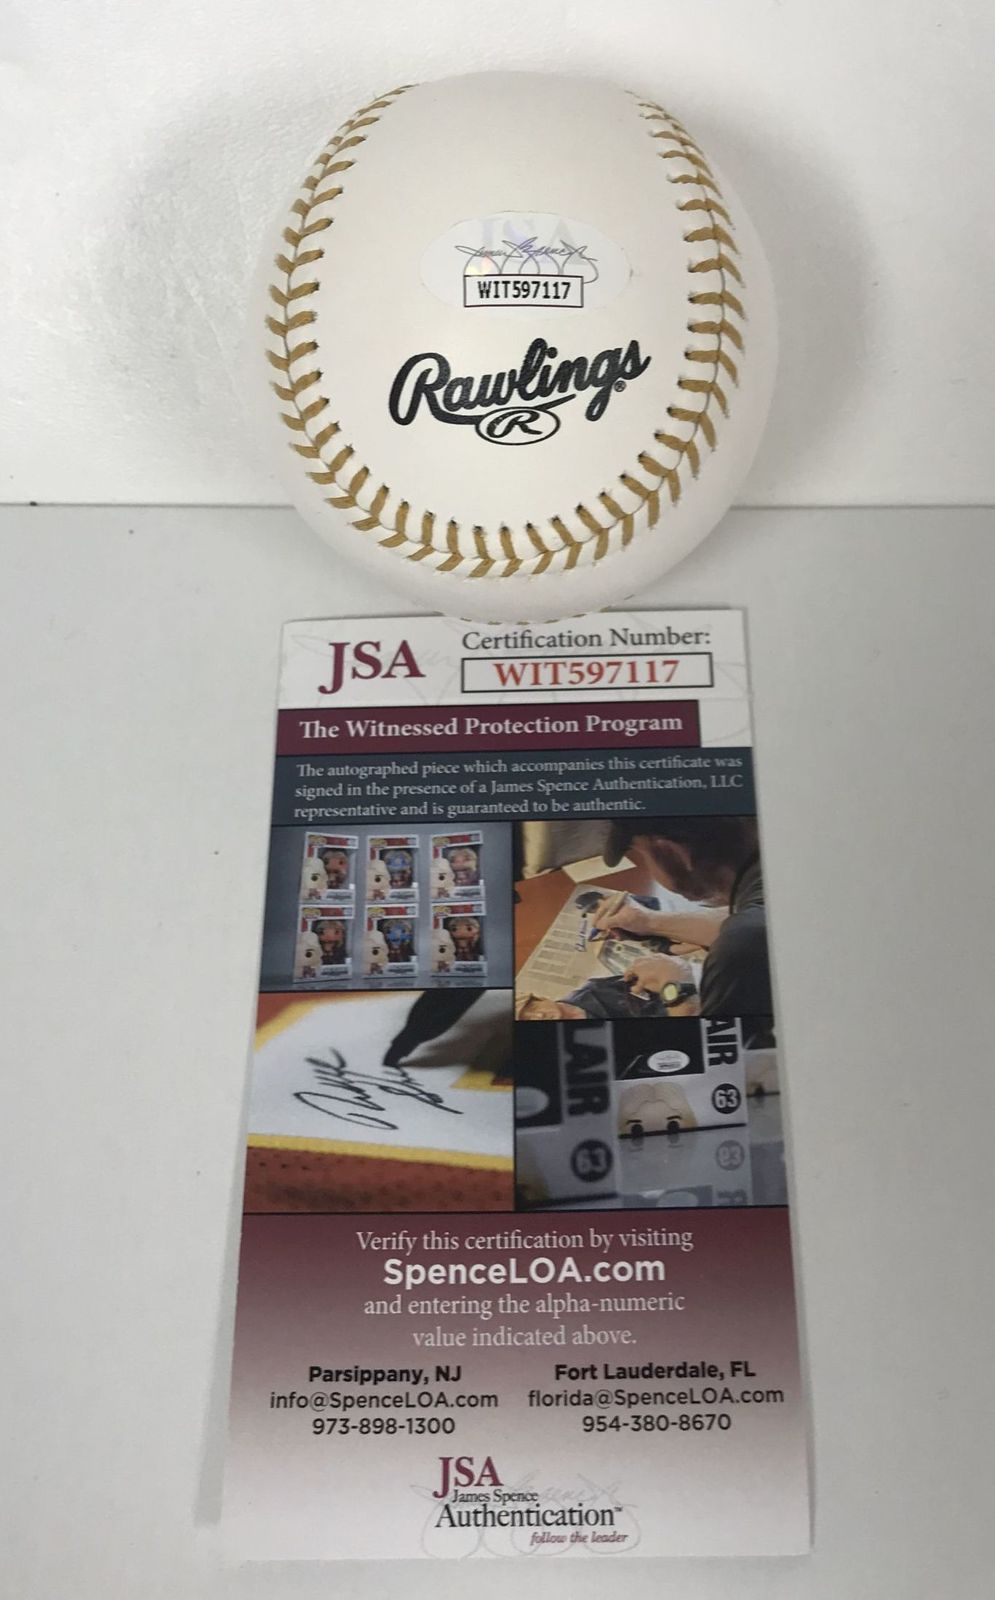 JSA
WIT597117
Rawlings®
R
JSA
Certification Number:
WIT597117
The Witnessed Protection Program
The autographed piece which accompanies this certificate was
signed in the presence of a James Spence Authentication, LLC
representative and is guaranteed to be authentic.
LAIR
AIR
63
63
Verify this certification by visiting
SpenceLOA.com
and entering the alpha-numeric
value indicated above.
Parsippany, NJ
info@SpenceLOA.com
973-898-1300
Fort Lauderdale, FL
florida@SpenceLOA.com
954-380-8670
JSA
James Spence
Authentication™
follow the leader